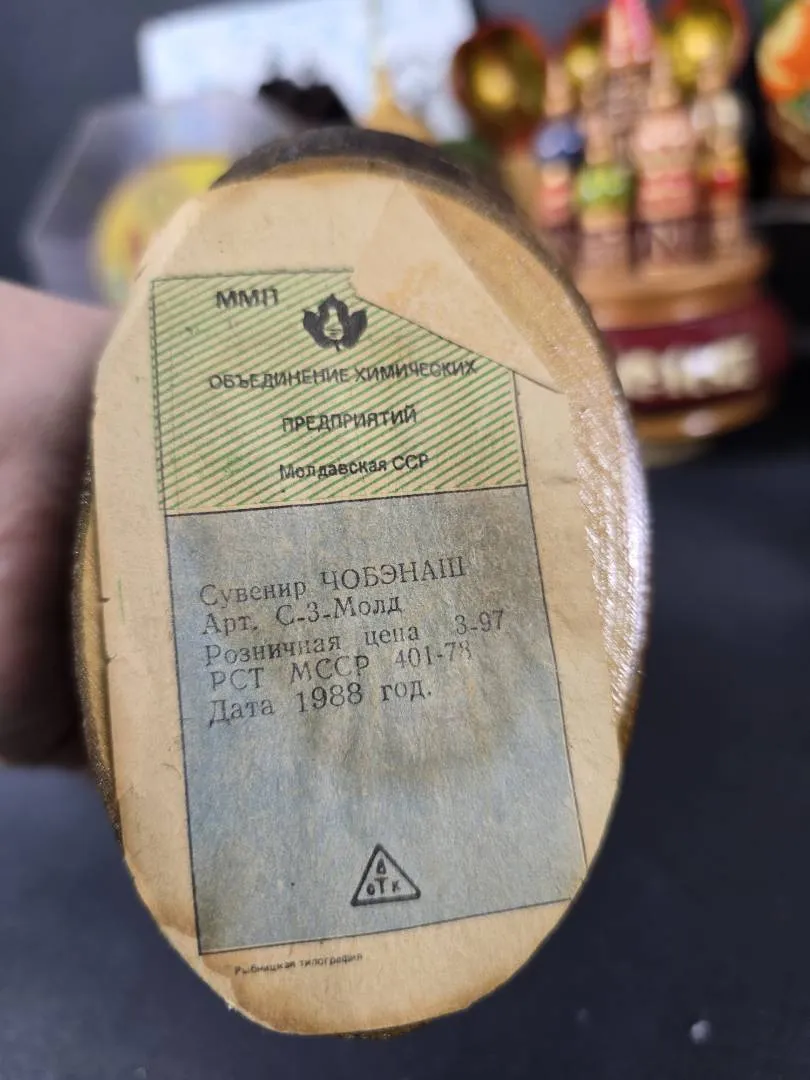 ММП
ОБЪЕДИНЕНИЕ ХИМИЧЕСКИХ
ПРЕДПРИЯТИЙ
Молдавская ССР
Сувенир ЧОБЭНАШ
Арт. С-3-Молд
Розничная цена 3-97
РСТ МССР 401-78
Дата 1988 год.
6
ОТК
Рыбницкая типография